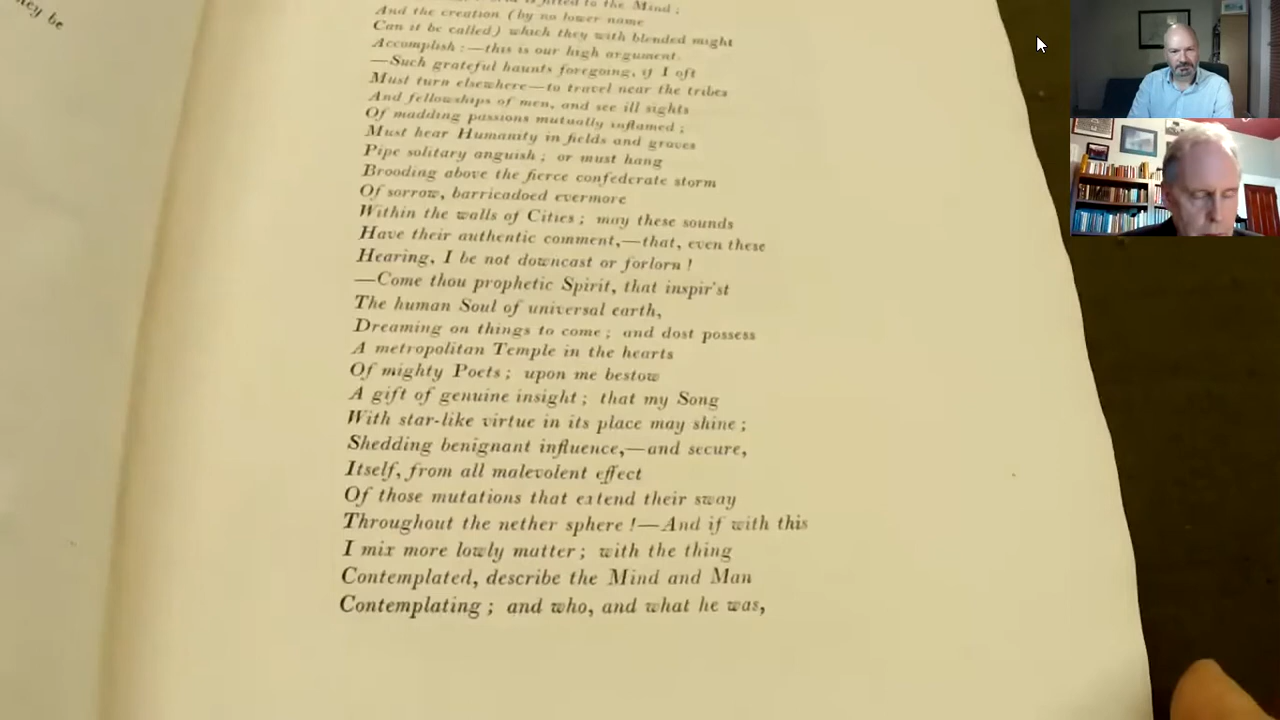 ey be
is fitted to the Mind ;
And the creation (by no lower name
Can it be called) which they with blended might
Accomplish :—this is our high argument.
—Such grateful haunts foregoing, if I oft
Must turn elsewhere—to travel near the tribes
And fellowships of men, and see ill sights
Of madding passions mutually inflamed ;
Must hear Humanity in fields and groves
Pipe solitary anguish ; or must hang
Brooding above the fierce confederate storm
Of sorrow, barricadoed evermore
Within the walls of Cities ; may these sounds
Have their authentic comment,—that, even these
Hearing, I be not downcast or forlorn !
—Come thou prophetic Spirit, that inspir'st
The human Soul of universal earth,
Dreaming on things to come ; and dost possess
A metropolitan Temple in the hearts
Of mighty Poets ; upon me bestow
A gift of genuine insight ; that my Song
With star-like virtue in its place may shine ;
Shedding benignant influence,—and secure,
Itself, from all malevolent effect
Of those mutations that extend their sway
Throughout the nether sphere !—And if with this
I mix more lowly matter ; with the thing
Contemplated, describe the Mind and Man
Contemplating ; and who, and what he was,